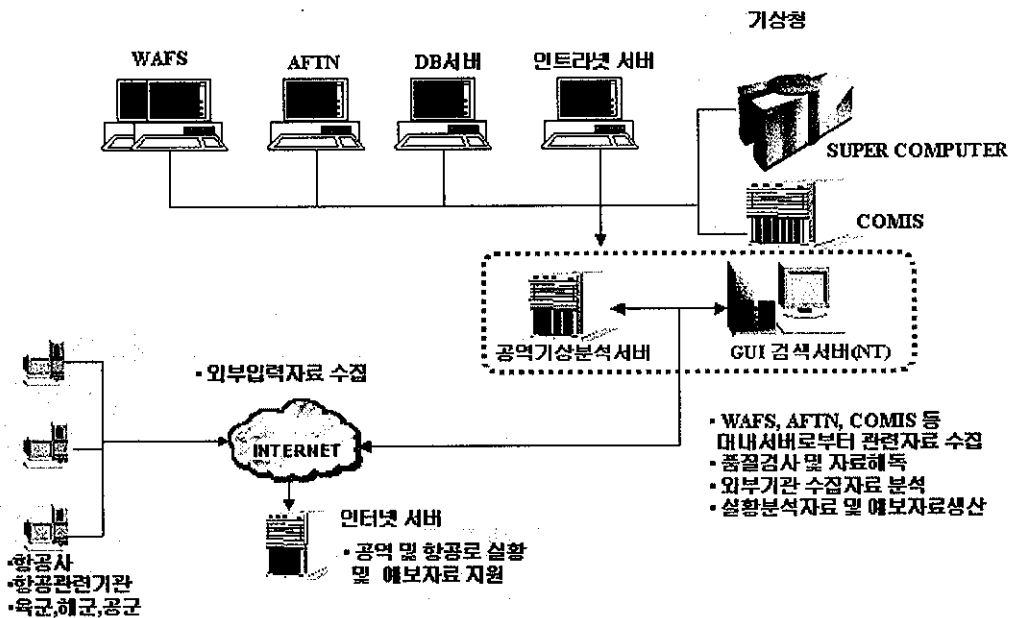 기상청
WAFS
AFTN
DB서버
인트라넷 서버
SUPER COMPUTER
COMIS
공역기상분석서버
GUI 검색서버(NT)
• 외부입력자료 수집
INTERNET
• WAFS, AFTN, COMIS 등
대내서버로부터 관련자료 수집
• 품질검사 및 자료해독
• 외부기관 수집자료 분석
• 실황분석자료 및 예보자료생산
인터넷 서버
• 공역 및 항공로 실황
및 예보자료 지원
•항공사
•항공관련기관
•육군,해군,공군